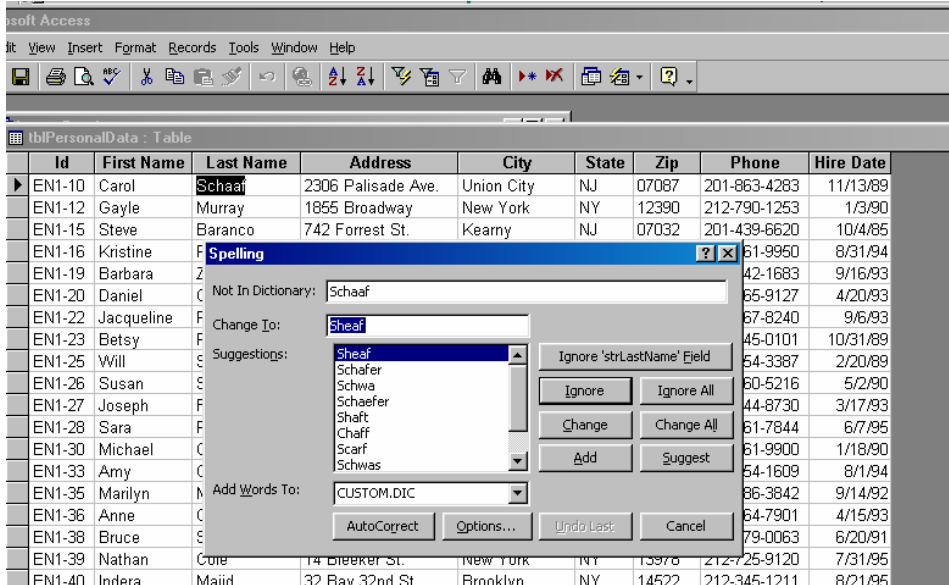 osoft Access
dit View Insert Format Records Tools Window Help
tblPersonalData : Table
Id First Name Last Name Address City State Zip Phone Hire Date
EN1-10 Carol Schaaf 2306 Palisade Ave. Union City NJ 07087 201-863-4283 11/13/89
EN1-12 Gayle Murray 1855 Broadway New York NY 12390 212-790-1253 1/3/90
EN1-15 Steve Baranco 742 Forrest St. Kearny NJ 07032 201-439-6620 10/4/85
EN1-16 Kristine 61-9950 8/31/94
EN1-19 Barbara Z 42-1683 9/16/93
EN1-20 Daniel 65-9127 4/20/93
EN1-22 Jacqueline 67-8240 9/6/93
EN1-23 Betsy 45-0101 10/31/89
EN1-25 Will 54-3387 2/20/89
EN1-26 Susan 60-5216 5/2/90
EN1-27 Joseph 44-8730 3/17/93
EN1-28 Sara 61-7844 6/7/95
EN1-30 Michael 61-9900 1/18/90
EN1-33 Amy 54-1609 8/1/94
EN1-35 Marilyn 86-3842 9/14/92
EN1-36 Anne 64-7901 4/15/93
EN1-38 Bruce 79-0063 6/20/91
EN1-39 Nathan Cole 14 Bleeker St. New York NY 13978 212-725-9120 7/31/95
EN1-40 Indera Majid 32 Bay 32nd St. Brooklyn NY 14522 212-345-1211 8/21/95
Spelling
Not In Dictionary: Schaaf
Change To: Sheaf
Suggestions:
Sheaf
Schafer
Schwa
Schaefer
Shaft
Chaff
Scarf
Schwas
Ignore 'strLastName' Field
Ignore Ignore All
Change Change All
Add Suggest
Add Words To: CUSTOM.DIC
AutoCorrect Options... Undo Last Cancel